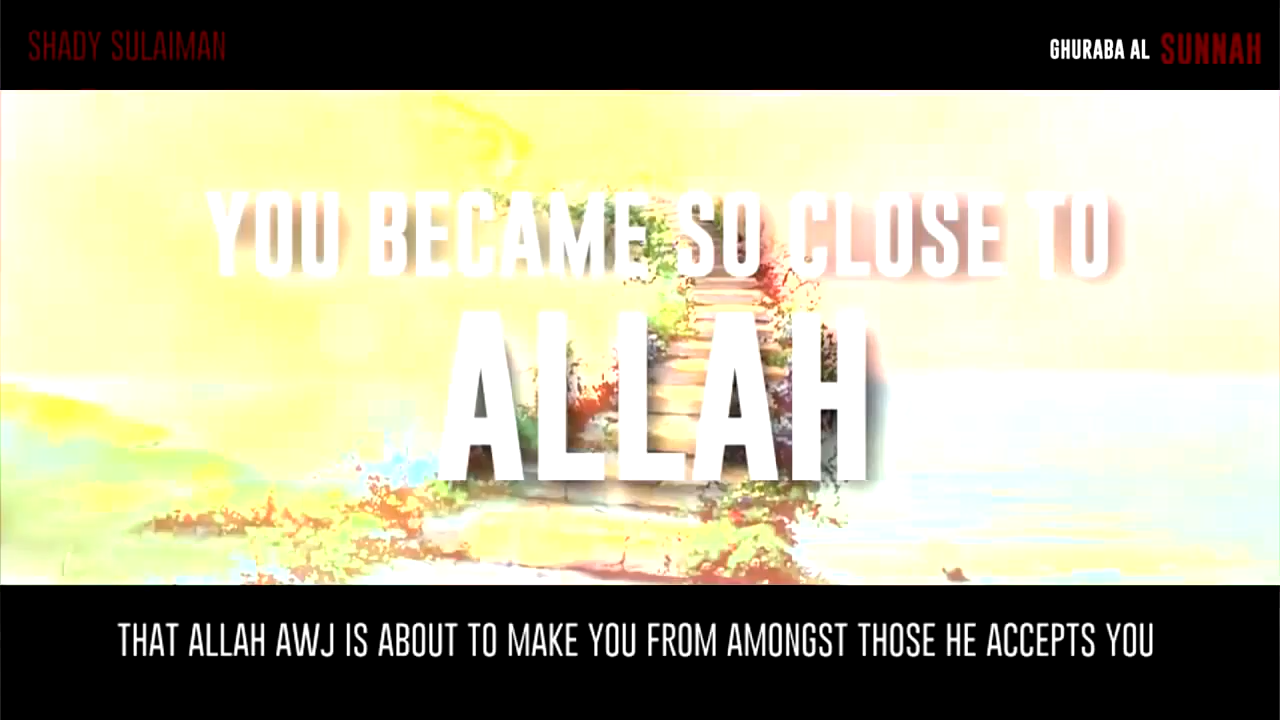 SHADY SULAIMAN
GHURABA AL SUNNAH
YOU BECAME SO CLOSE TO
ALLAH
THAT ALLAH AWJ IS ABOUT TO MAKE YOU FROM AMONGST THOSE HE ACCEPTS YOU